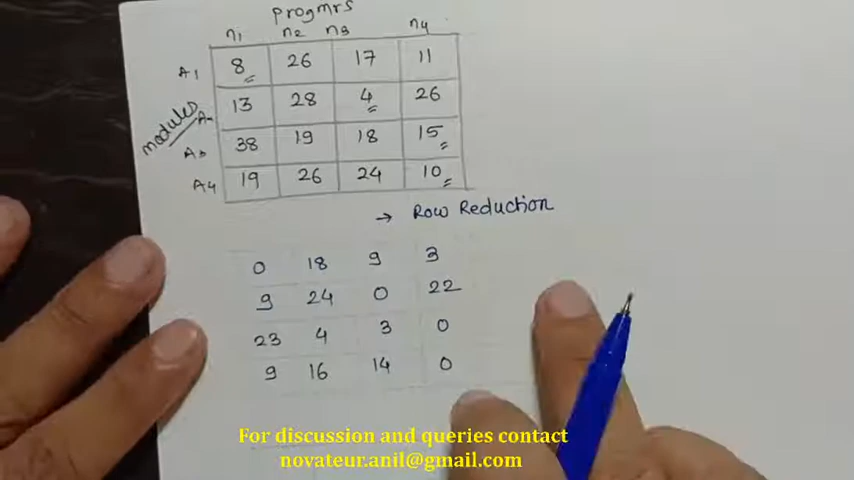 progmrs
n1 n2 n3 n4
A1 8 26 17 11
modules
13 28 4 26
A3 38 19 18 15
A4 19 26 24 10
→ Row Reduction
0 18 9 3
9 24 0 22
23 4 3 0
9 16 14 0
For discussion and queries contact
novateur.anil@gmail.com